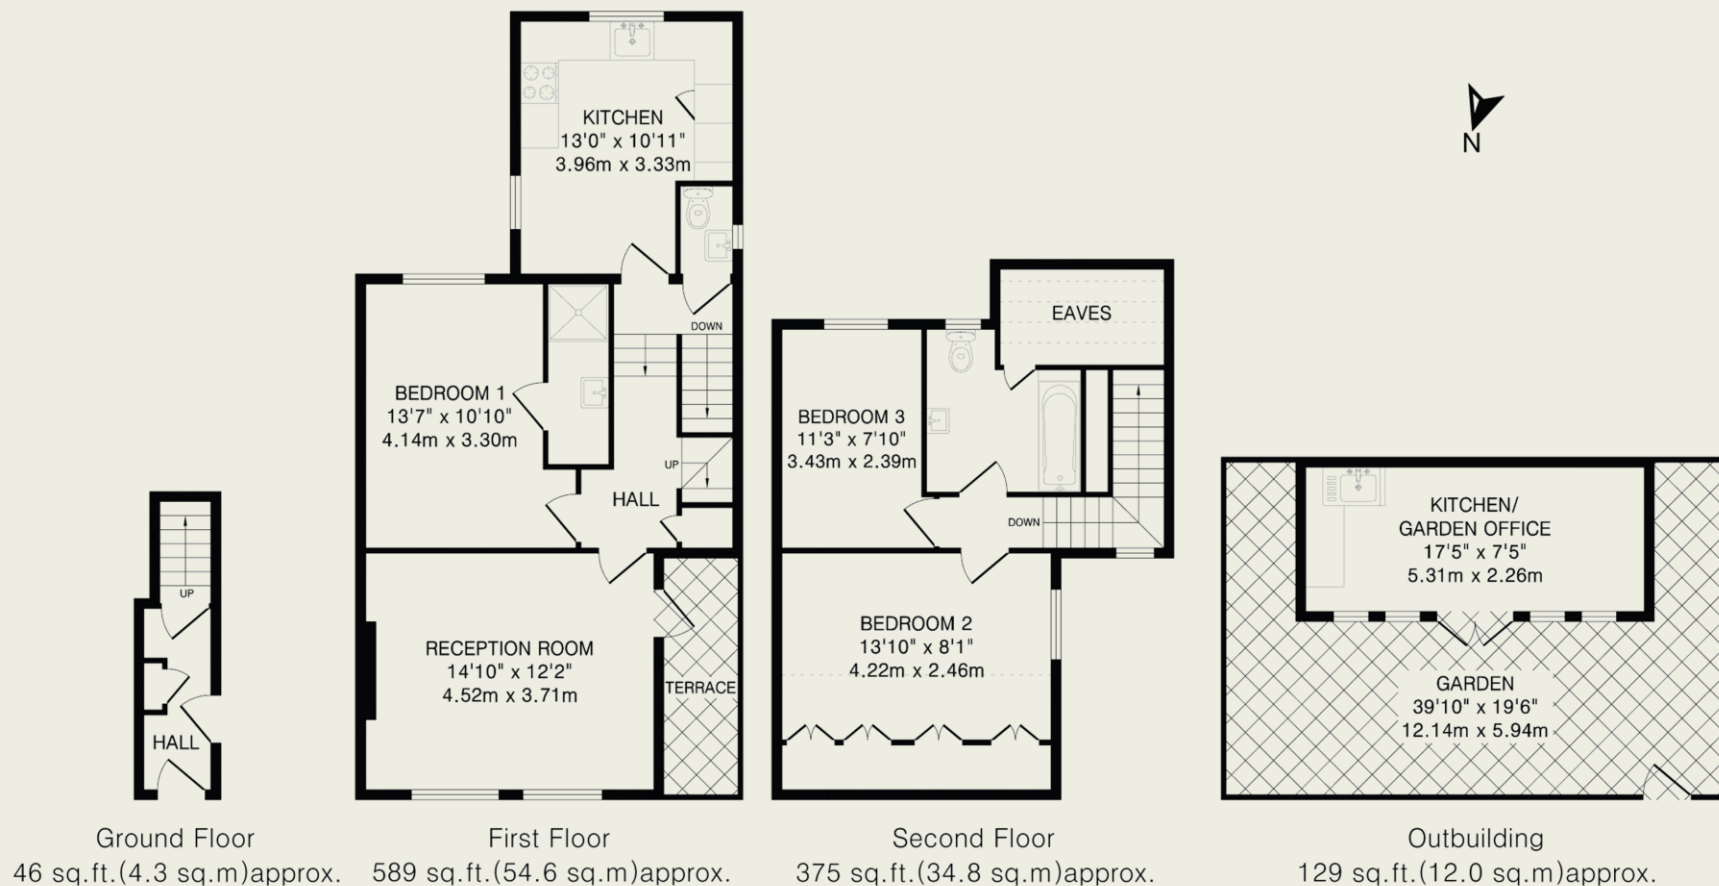 KITCHEN
13'0" x 10'11"
3.96m x 3.33m
N
DOWN
BEDROOM 1
13'7" x 10'10"
4.14m x 3.30m
UP
HALL
RECEPTION ROOM
14'10" x 12'2"
4.52m x 3.71m
TERRACE
UP
HALL
EAVES
BEDROOM 3
11'3" x 7'10"
3.43m x 2.39m
DOWN
BEDROOM 2
13'10" x 8'1"
4.22m x 2.46m
KITCHEN/
GARDEN OFFICE
17'5" x 7'5"
5.31m x 2.26m
GARDEN
39'10" x 19'6"
12.14m x 5.94m
Ground Floor
46 sq.ft.(4.3 sq.m)approx.
First Floor
589 sq.ft.(54.6 sq.m)approx.
Second Floor
375 sq.ft.(34.8 sq.m)approx.
Outbuilding
129 sq.ft.(12.0 sq.m)approx.